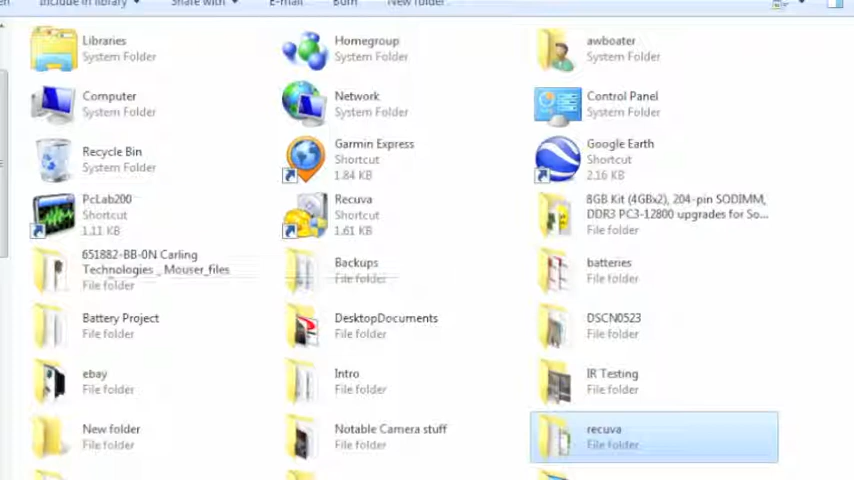 Include in library
Share with
E-mail
Burn
New folder
Libraries
System Folder
Homegroup
System Folder
awboater
System Folder
Computer
System Folder
Network
System Folder
Control Panel
System Folder
Recycle Bin
System Folder
Garmin Express
Shortcut
1.84 KB
Google Earth
Shortcut
2.16 KB
PcLab200
Shortcut
1.11 KB
Recuva
Shortcut
1.61 KB
8GB Kit (4GBx2), 204-pin SODIMM,
DDR3 PC3-12800 upgrades for So...
File folder
651882-BB-0N Carling
Technologies _ Mouser_files
File folder
Backups
File folder
batteries
File folder
Battery Project
File folder
DesktopDocuments
File folder
DSCN0523
File folder
ebay
File folder
Intro
File folder
IR Testing
File folder
New folder
File folder
Notable Camera stuff
File folder
recuva
File folder